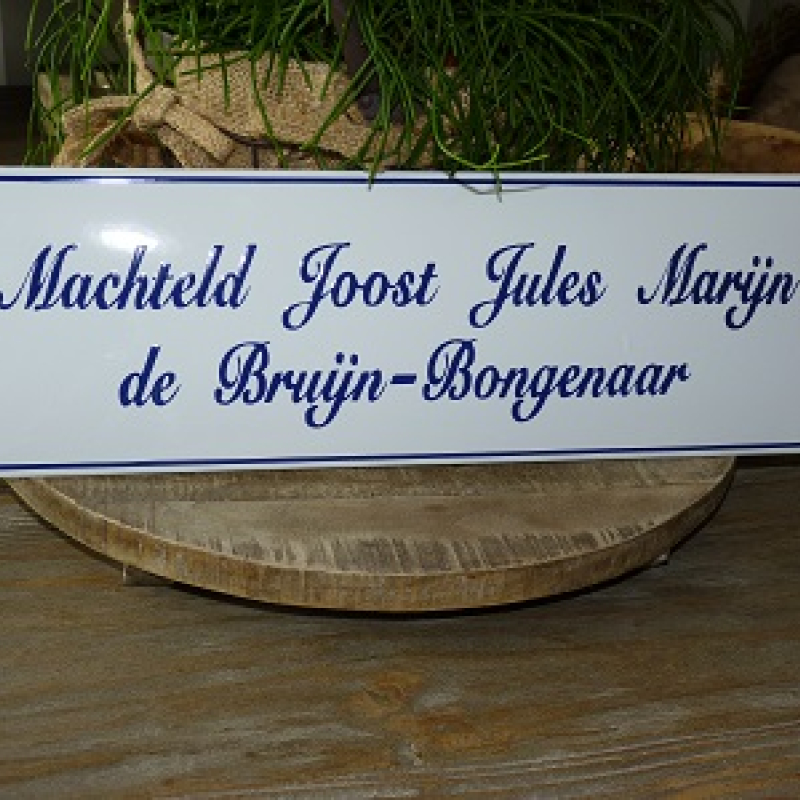 Machteld Joost Jules Marijn
de Bruijn-Bongenaar